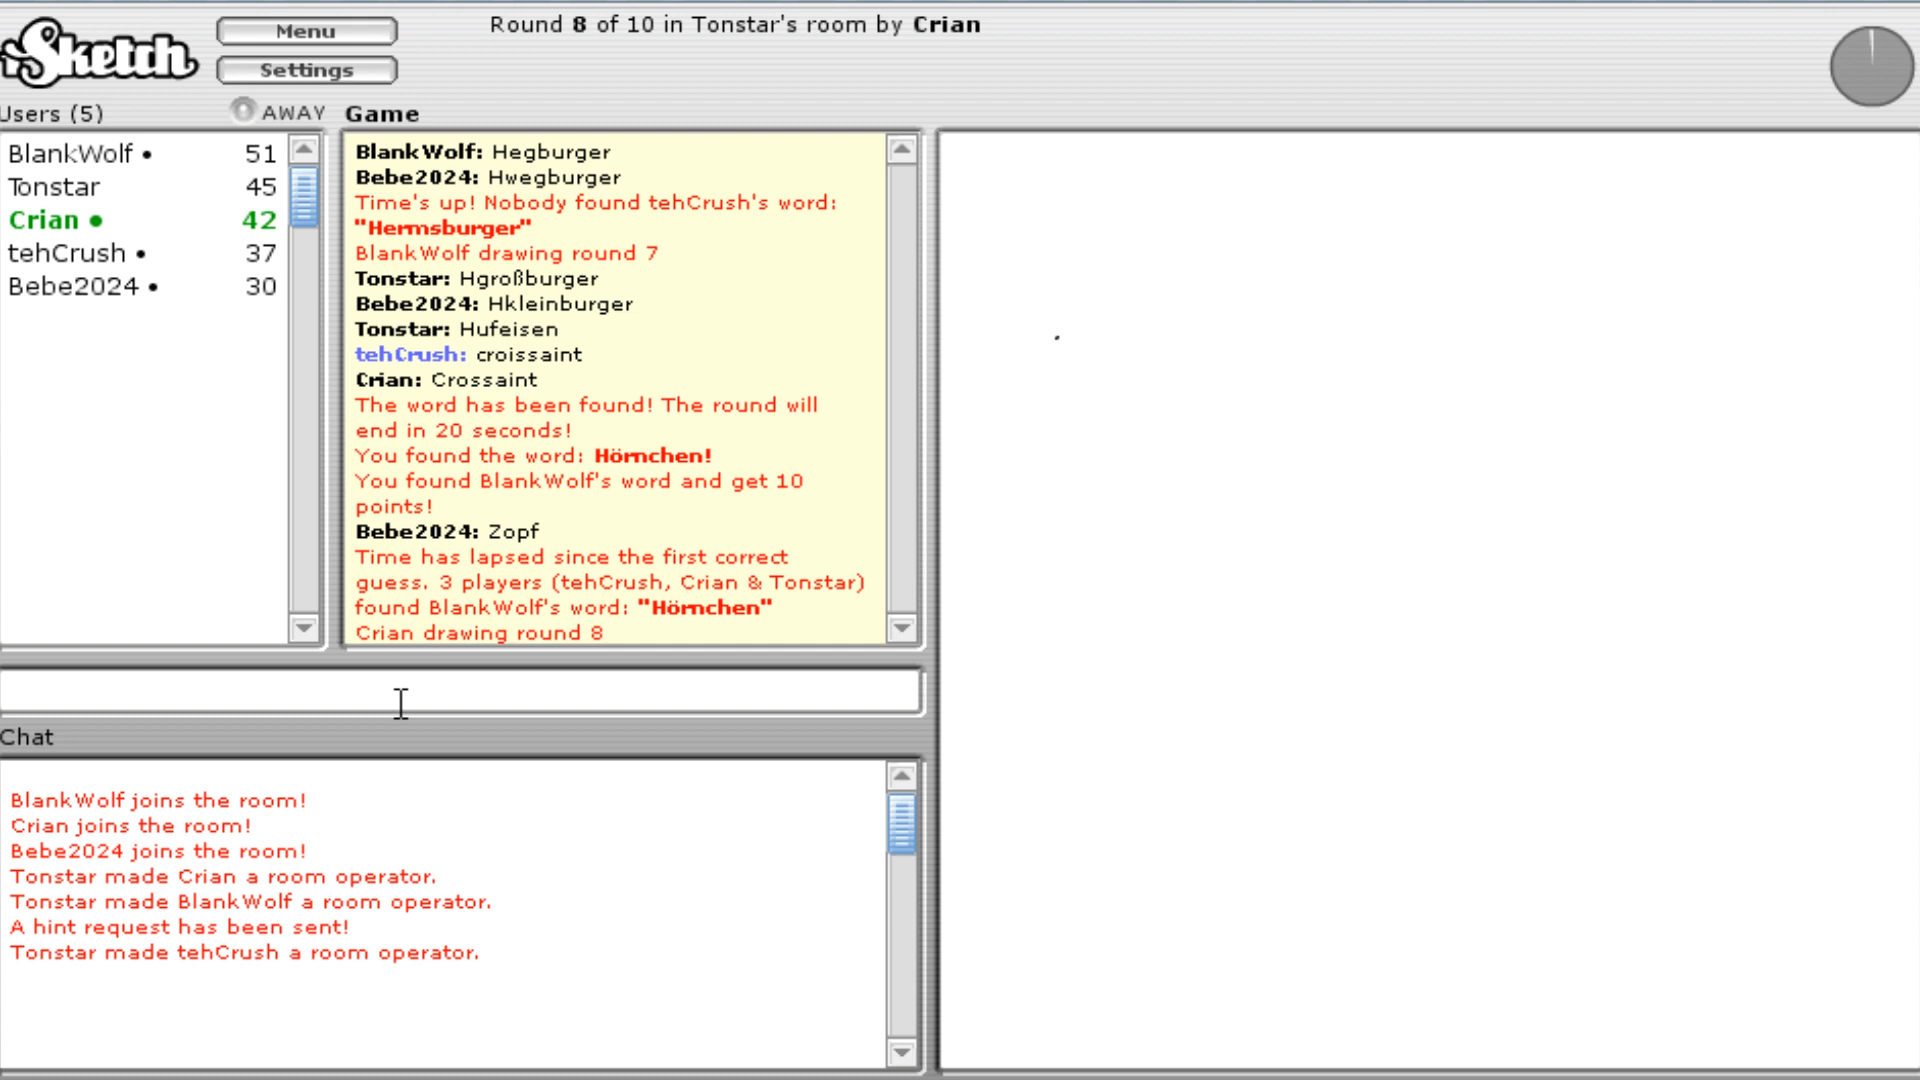 iSketch
Menu
Settings
Round 8 of 10 in Tonstar's room by Crian
Users (5)
AWAY
BlankWolf • 51
Tonstar 45
Crian • 42
tehCrush • 37
Bebe2024 • 30
Game
BlankWolf: Hegburger
Bebe2024: Hwegburger
Time's up! Nobody found tehCrush's word:
"Hermsburger"
BlankWolf drawing round 7
Tonstar: Hgroßburger
Bebe2024: Hkleinburger
Tonstar: Hufeisen
tehCrush: croissaint
Crian: Crossaint
The word has been found! The round will
end in 20 seconds!
You found the word: Hörnchen!
You found BlankWolf's word and get 10
points!
Bebe2024: Zopf
Time has lapsed since the first correct
guess. 3 players (tehCrush, Crian & Tonstar)
found BlankWolf's word: "Hörnchen"
Crian drawing round 8
Chat
BlankWolf joins the room!
Crian joins the room!
Bebe2024 joins the room!
Tonstar made Crian a room operator.
Tonstar made BlankWolf a room operator.
A hint request has been sent!
Tonstar made tehCrush a room operator.